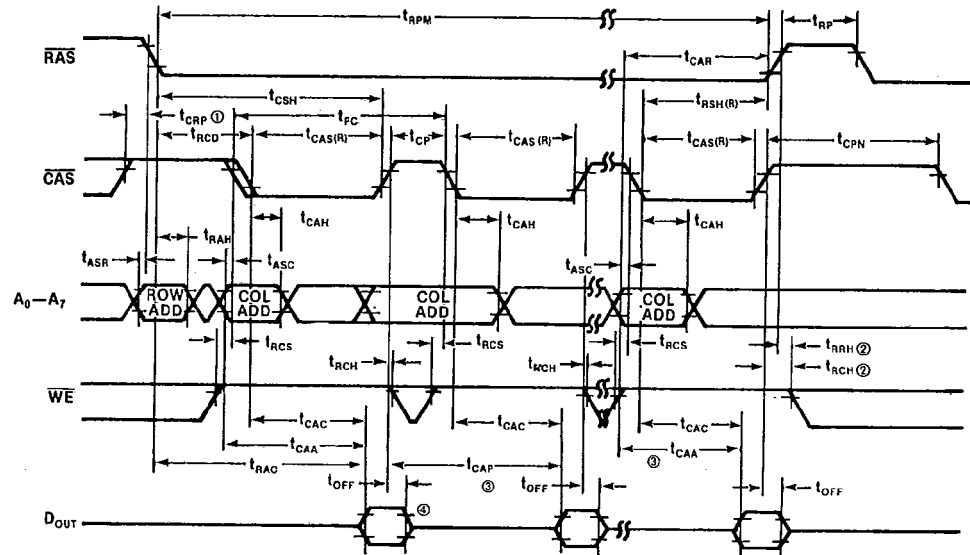 tRPM
tRP
RAS
tCAR
tCSH
tRSH(R)
tCRP ①
tPC
tRCD
tCAS(R)
tCP
tCAS(R)
tCAS(R)
tCPN
CAS
tCAH
tCAH
tCAH
tRAH
tASR
tASC
tASC
A0—A7
ROW ADD
COL ADD
COL ADD
COL ADD
tRCS
tRCS
tRCS
tRRH ②
tRCH
tRCH
tRCH ②
WE
tCAC
tCAC
tCAC
tCAA
③ tCAA
tRAC
tCAP
③
tOFF
tOFF
tOFF
④
DOUT